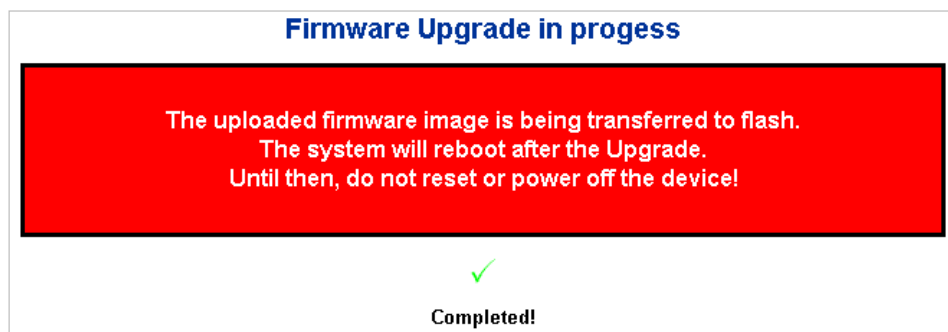 Firmware Upgrade in progess
The uploaded firmware image is being transferred to flash.
The system will reboot after the Upgrade.
Until then, do not reset or power off the device!
Completed!